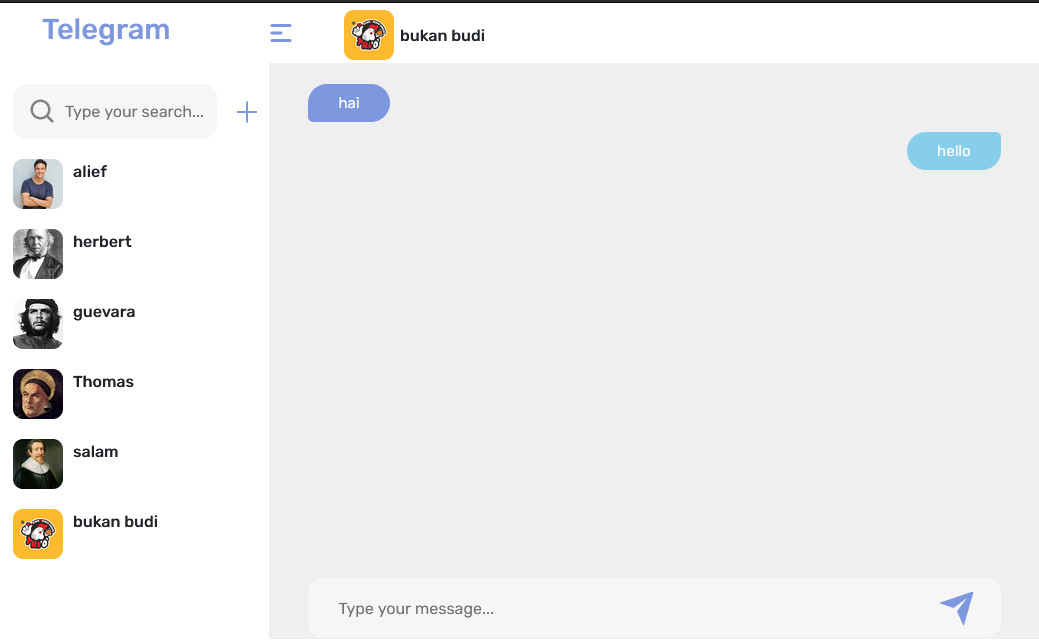 Telegram
bukan budi
Type your search...
alief
herbert
guevara
Thomas
salam
bukan budi
hai
hello
Type your message...